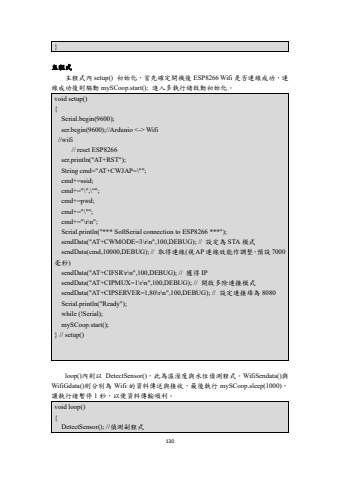 }
主程式
主程式內 setup() 初始化，首先確定開機後 ESP8266 Wifi 是否連線成功，連
線成功後則驅動 mySCoop.start(); 進入多執行緒啟動初始化。
void setup()
{
Serial.begin(9600);
ser.begin(9600);//Ardunio <-> Wifi
//wifi
// reset ESP8266
ser.println("AT+RST");
String cmd="AT+CWJAP=\"";
cmd+=ssid;
cmd+="\",\"";
cmd+=pwd;
cmd+="\"";
cmd+="\r\n";
Serial.println("*** SoftSerial connection to ESP8266 ***");
sendData("AT+CWMODE=3\r\n",100,DEBUG); // 設定為 STA 模式
sendData(cmd,10000,DEBUG); // 取得連線(視 AP 連線效能作調整-預設 7000
毫秒)
sendData("AT+CIFSR\r\n",100,DEBUG); // 獲得 IP
sendData("AT+CIPMUX=1\r\n",100,DEBUG); // 開啟多除連接模式
sendData("AT+CIPSERVER=1,80\r\n",100,DEBUG); // 設定連接埠為 8080
Serial.println("Ready");
while (!Serial);
mySCoop.start();
} // setup()
loop()內則以 DetectSensor()，此為溫溼度與水位偵測程式、WifiSendata()與
WifiGdata()則分別為 Wifi 的資料傳送與接收，最後執行 mySCoop.sleep(1000)，
讓執行緒暫停 1 秒，以便資料傳輸順利。
void loop()
{
DetectSensor(); //偵測副程式
130